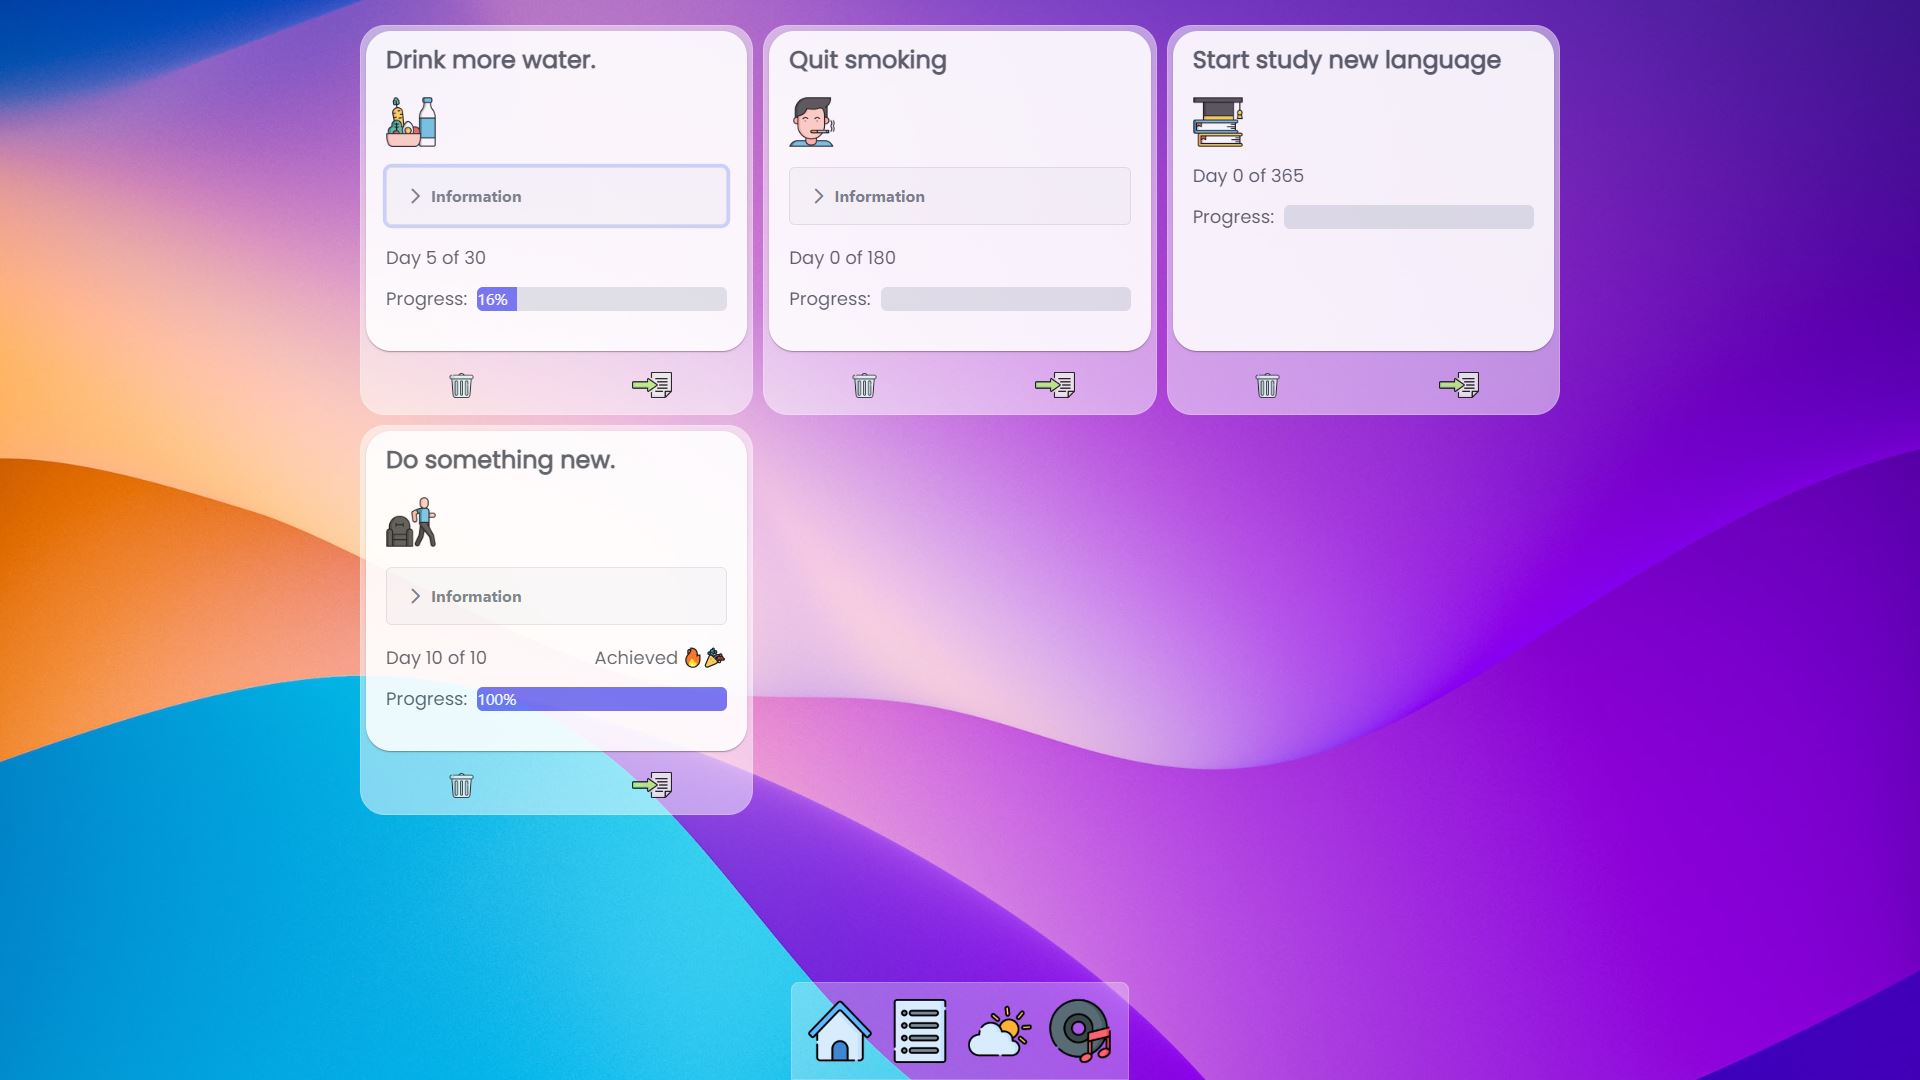 Drink more water.
Information
Day 5 of 30
Progress: 16%
Quit smoking
Information
Day 0 of 180
Progress:
Start study new language
Day 0 of 365
Progress:
Do something new.
Information
Day 10 of 10 Achieved 🔥🎉
Progress: 100%